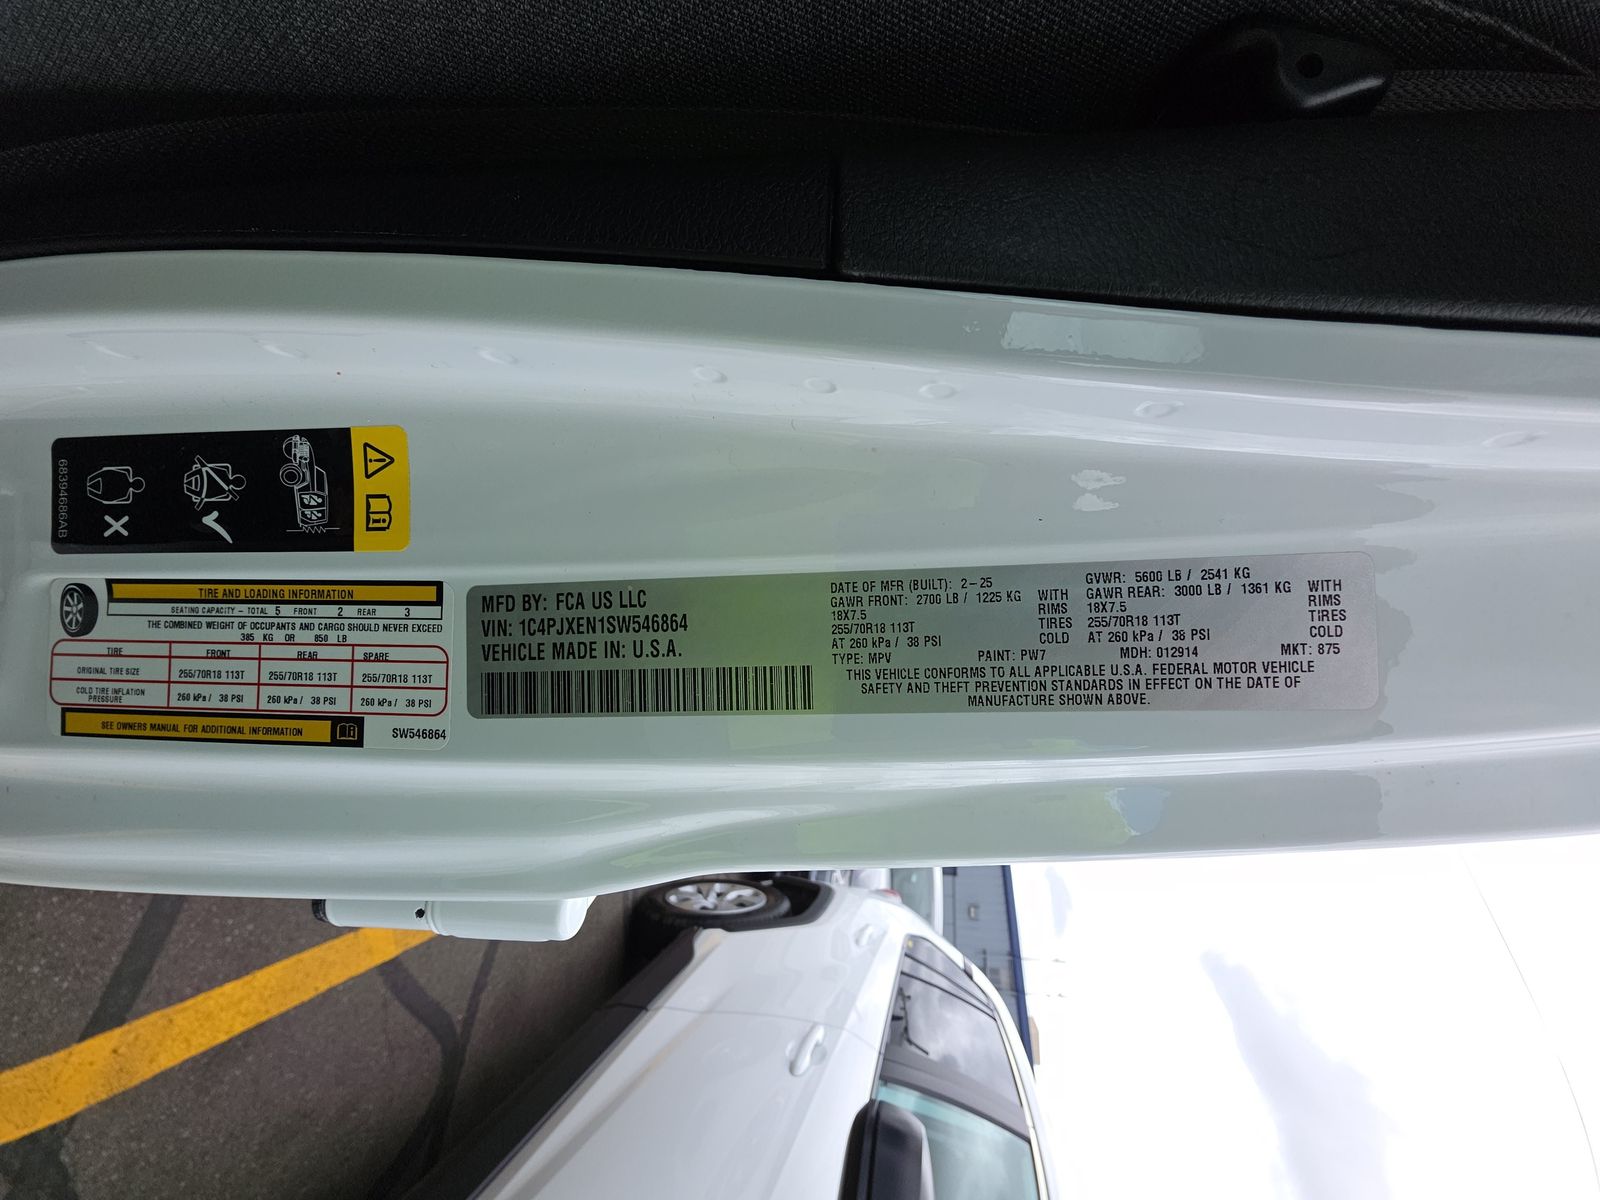 68394686AB
TIRE AND LOADING INFORMATION
SEATING CAPACITY - TOTAL 5 FRONT 2 REAR 3
THE COMBINED WEIGHT OF OCCUPANTS AND CARGO SHOULD NEVER EXCEED
385 KG OR 850 LB
TIRE FRONT REAR SPARE
ORIGINAL TIRE SIZE 255/70R18 113T 255/70R18 113T 255/70R18 113T
COLD TIRE INFLATION PRESSURE 260 kPa / 38 PSI 260 kPa / 38 PSI 260 kPa / 38 PSI
SEE OWNERS MANUAL FOR ADDITIONAL INFORMATION
SW546864
MFD BY: FCA US LLC
VIN: 1C4PJXEN1SW546864
VEHICLE MADE IN: U.S.A.
DATE OF MFR (BUILT): 2-25
GAWR FRONT: 2700 LB / 1225 KG WITH
18X7.5 RIMS
255/70R18 113T TIRES
AT 260 kPa / 38 PSI COLD
GVWR: 5600 LB / 2541 KG
GAWR REAR: 3000 LB / 1361 KG WITH
18X7.5 RIMS
255/70R18 113T TIRES
AT 260 kPa / 38 PSI COLD
TYPE: MPV PAINT: PW7 MDH: 012914 MKT: 875
THIS VEHICLE CONFORMS TO ALL APPLICABLE U.S.A. FEDERAL MOTOR VEHICLE
SAFETY AND THEFT PREVENTION STANDARDS IN EFFECT ON THE DATE OF
MANUFACTURE SHOWN ABOVE.